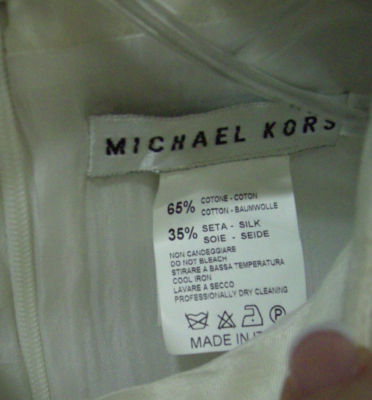 MICHAEL KORS
65% COTONE - COTON
COTTON - BAUMWOLLE
35% SETA - SILK
SOIE - SEIDE
NON CANDEGGIARE
DO NOT BLEACH
STIRARE A BASSA TEMPERATURA
COOL IRON
LAVARE A SECCO
PROFESSIONALLY DRY CLEANING
P
MADE IN